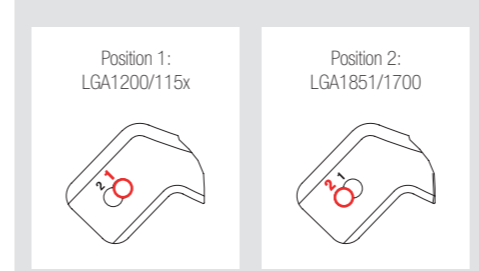 Position 1:
LGA1200/115x
2 1
Position 2:
LGA1851/1700
2 1